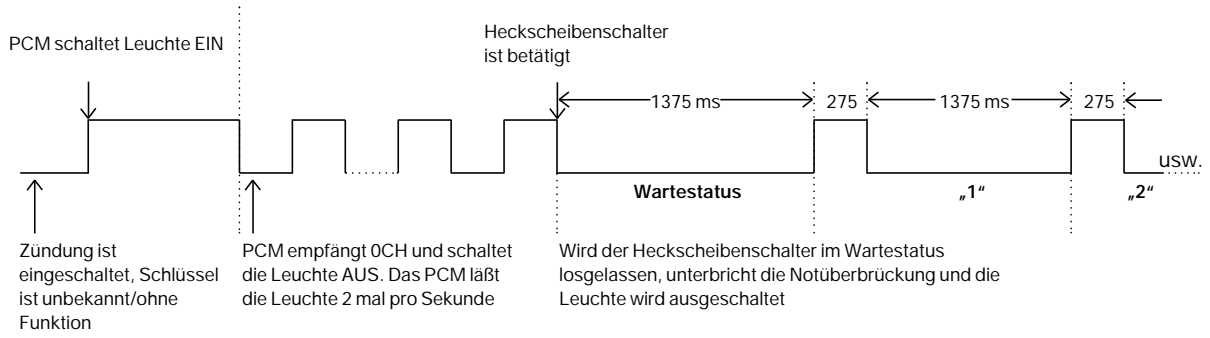 PCM schaltet Leuchte EIN
Heckscheibenschalter
ist betätigt
1375 ms
275
1375 ms
275
usw.
Wartestatus
„1“
„2“
Zündung ist
eingeschaltet, Schlüssel
ist unbekannt/ohne
Funktion
PCM empfängt 0CH und schaltet
die Leuchte AUS. Das PCM läßt
die Leuchte 2 mal pro Sekunde
Wird der Heckscheibenschalter im Wartestatus
losgelassen, unterbricht die Notüberbrückung und die
Leuchte wird ausgeschaltet